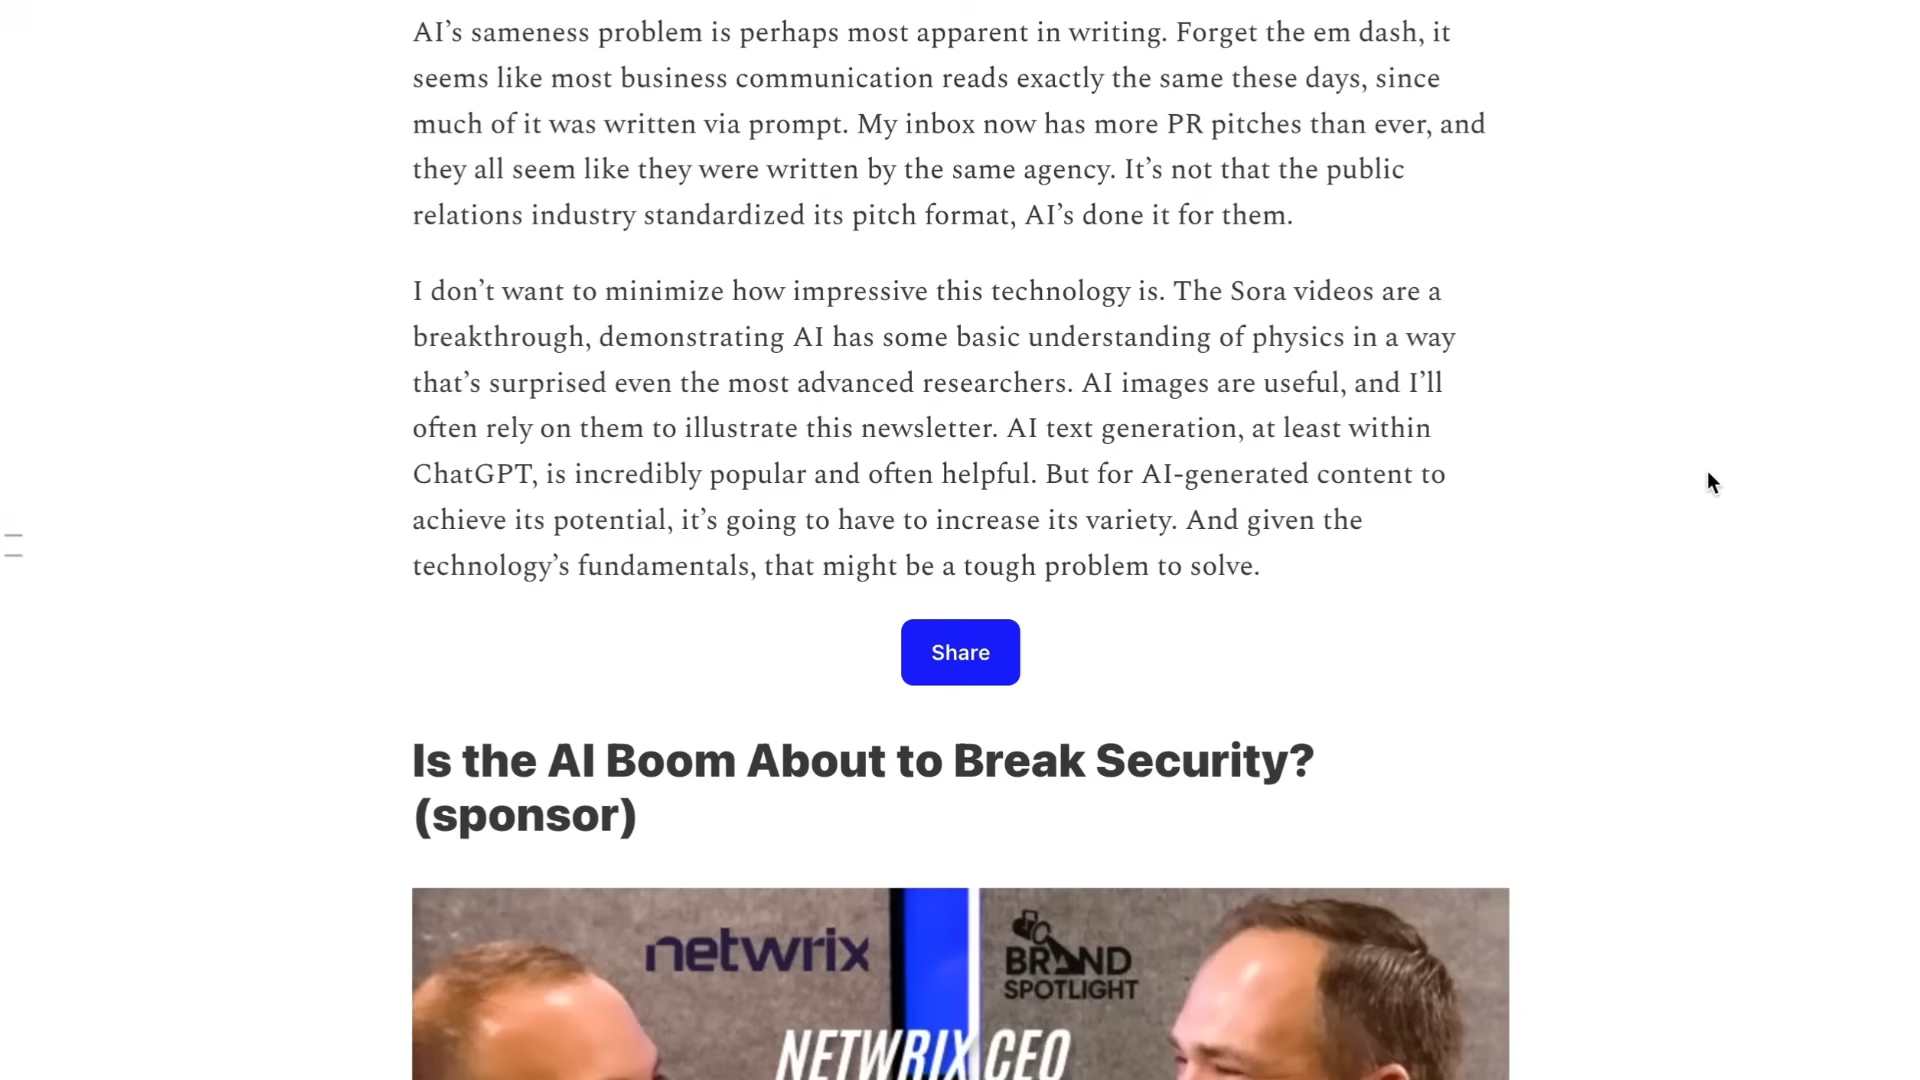 AI’s sameness problem is perhaps most apparent in writing. Forget the em dash, it
seems like most business communication reads exactly the same these days, since
much of it was written via prompt. My inbox now has more PR pitches than ever, and
they all seem like they were written by the same agency. It’s not that the public
relations industry standardized its pitch format, AI’s done it for them.
I don’t want to minimize how impressive this technology is. The Sora videos are a
breakthrough, demonstrating AI has some basic understanding of physics in a way
that’s surprised even the most advanced researchers. AI images are useful, and I’ll
often rely on them to illustrate this newsletter. AI text generation, at least within
ChatGPT, is incredibly popular and often helpful. But for AI-generated content to
achieve its potential, it’s going to have to increase its variety. And given the
technology’s fundamentals, that might be a tough problem to solve.
Share
Is the AI Boom About to Break Security?
(sponsor)
netwrix
BRAND
SPOTLIGHT
NETWRIX CEO